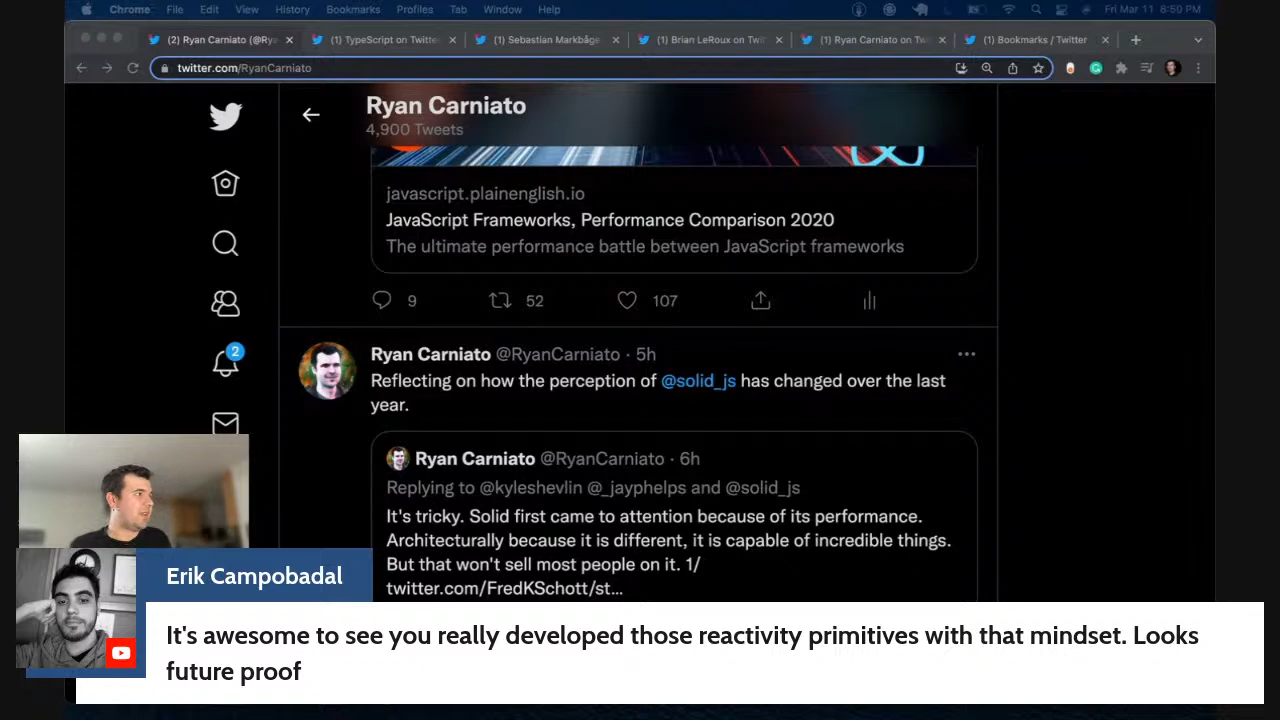 Chrome File Edit View History Bookmarks Profiles Tab Window Help Fri Mar 11 8:50 PM
(2) Ryan Carniato (@Rya (1) TypeScript on Twitte (1) Sebastian Markbåge (1) Brian LeRoux on Twi (1) Ryan Carniato on Tw (1) Bookmarks / Twitter
twitter.com/RyanCarniato
Ryan Carniato
4,900 Tweets
javascript.plainenglish.io
JavaScript Frameworks, Performance Comparison 2020
The ultimate performance battle between JavaScript frameworks
9 52 107
Ryan Carniato @RyanCarniato · 5h
Reflecting on how the perception of @solid_js has changed over the last
year.
2
Ryan Carniato @RyanCarniato · 6h
Replying to @kyleshevlin @_jayphelps and @solid_js
It's tricky. Solid first came to attention because of its performance.
Architecturally because it is different, it is capable of incredible things.
But that won't sell most people on it. 1/
twitter.com/FredKSchott/st…
Erik Campobadal
It's awesome to see you really developed those reactivity primitives with that mindset. Looks
future proof